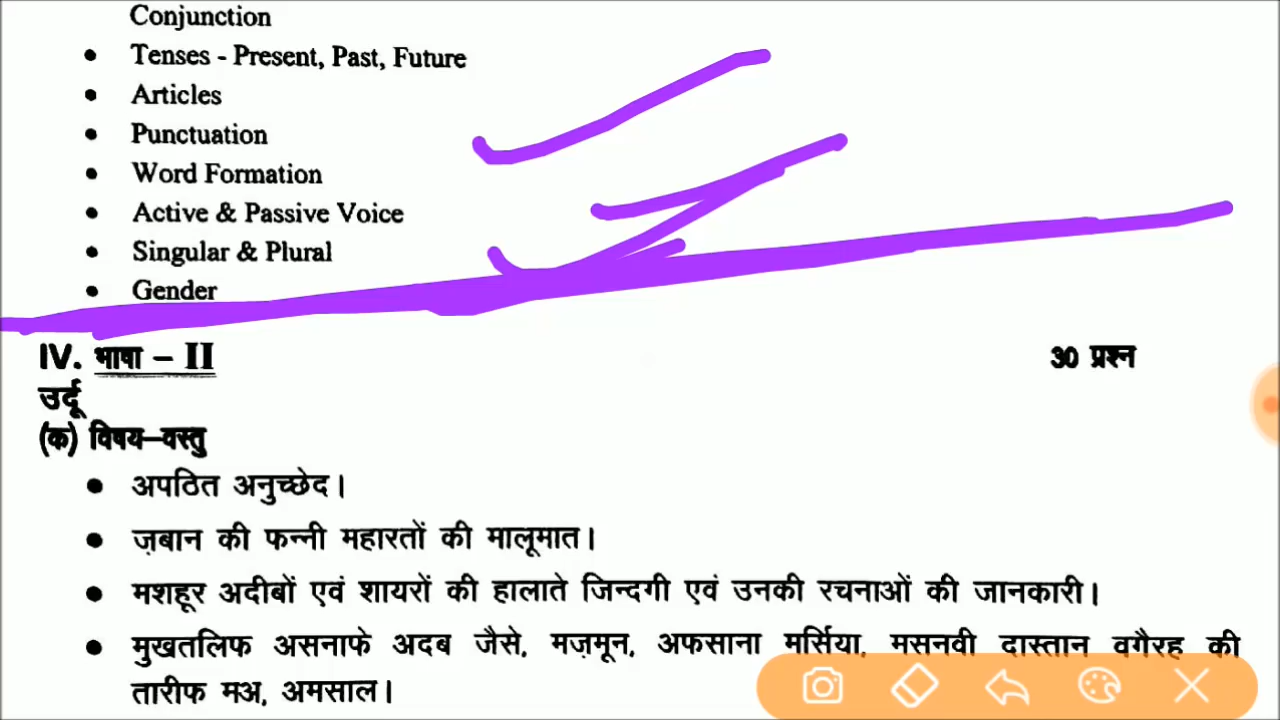 Conjunction
• Tenses - Present, Past, Future
• Articles
• Punctuation
• Word Formation
• Active & Passive Voice
• Singular & Plural
• Gender
IV. भाषा – II 30 प्रश्न
उर्दू
(क) विषय–वस्तु
• अपठित अनुच्छेद।
• ज़बान की फन्नी महारतों की मालूमात।
• मशहूर अदीबों एवं शायरों की हालाते जिन्दगी एवं उनकी रचनाओं की जानकारी।
• मुखतलिफ असनाफे अदब जैसे, मज़मून, अफसाना मर्सिया, मसनवी दास्तान वगैरह की
तारीफ मअ, अमसाल।